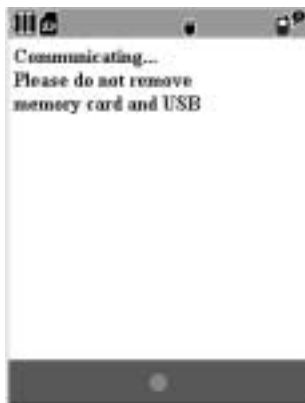 Communicating...
Please do not remove
memory card and USB